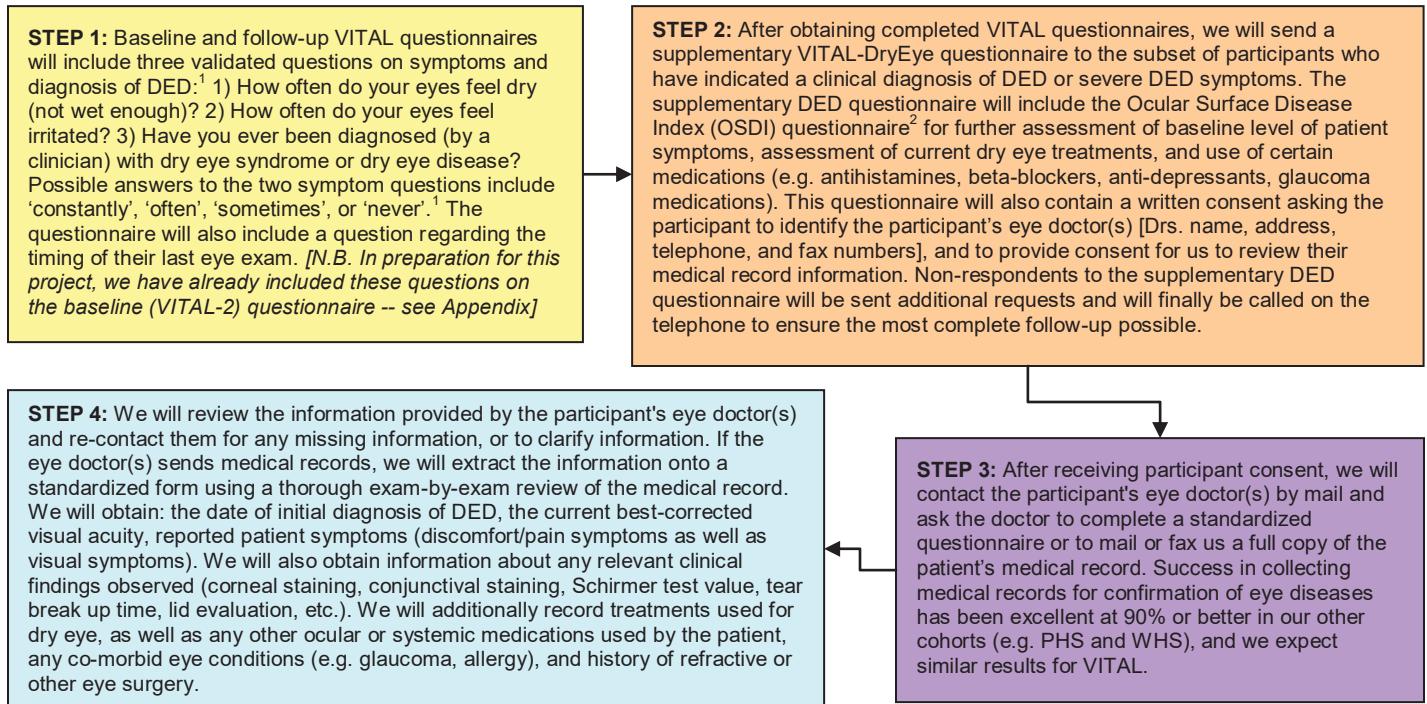 STEP 1: Baseline and follow-up VITAL questionnaires
will include three validated questions on symptoms and
diagnosis of DED:1 1) How often do your eyes feel dry
(not wet enough)? 2) How often do your eyes feel
irritated? 3) Have you ever been diagnosed (by a
clinician) with dry eye syndrome or dry eye disease?
Possible answers to the two symptom questions include
‘constantly’, ‘often’, ‘sometimes’, or ‘never’.1 The
questionnaire will also include a question regarding the
timing of their last eye exam. [N.B. In preparation for this
project, we have already included these questions on
the baseline (VITAL-2) questionnaire -- see Appendix]
STEP 2: After obtaining completed VITAL questionnaires, we will send a
supplementary VITAL-DryEye questionnaire to the subset of participants who
have indicated a clinical diagnosis of DED or severe DED symptoms. The
supplementary DED questionnaire will include the Ocular Surface Disease
Index (OSDI) questionnaire2 for further assessment of baseline level of patient
symptoms, assessment of current dry eye treatments, and use of certain
medications (e.g. antihistamines, beta-blockers, anti-depressants, glaucoma
medications). This questionnaire will also contain a written consent asking the
participant to identify the participant’s eye doctor(s) [Drs. name, address,
telephone, and fax numbers], and to provide consent for us to review their
medical record information. Non-respondents to the supplementary DED
questionnaire will be sent additional requests and will finally be called on the
telephone to ensure the most complete follow-up possible.
STEP 3: After receiving participant consent, we will
contact the participant's eye doctor(s) by mail and
ask the doctor to complete a standardized
questionnaire or to mail or fax us a full copy of the
patient’s medical record. Success in collecting
medical records for confirmation of eye diseases
has been excellent at 90% or better in our other
cohorts (e.g. PHS and WHS), and we expect
similar results for VITAL.
STEP 4: We will review the information provided by the participant's eye doctor(s)
and re-contact them for any missing information, or to clarify information. If the
eye doctor(s) sends medical records, we will extract the information onto a
standardized form using a thorough exam-by-exam review of the medical record.
We will obtain: the date of initial diagnosis of DED, the current best-corrected
visual acuity, reported patient symptoms (discomfort/pain symptoms as well as
visual symptoms). We will also obtain information about any relevant clinical
findings observed (corneal staining, conjunctival staining, Schirmer test value, tear
break up time, lid evaluation, etc.). We will additionally record treatments used for
dry eye, as well as any other ocular or systemic medications used by the patient,
any co-morbid eye conditions (e.g. glaucoma, allergy), and history of refractive or
other eye surgery.